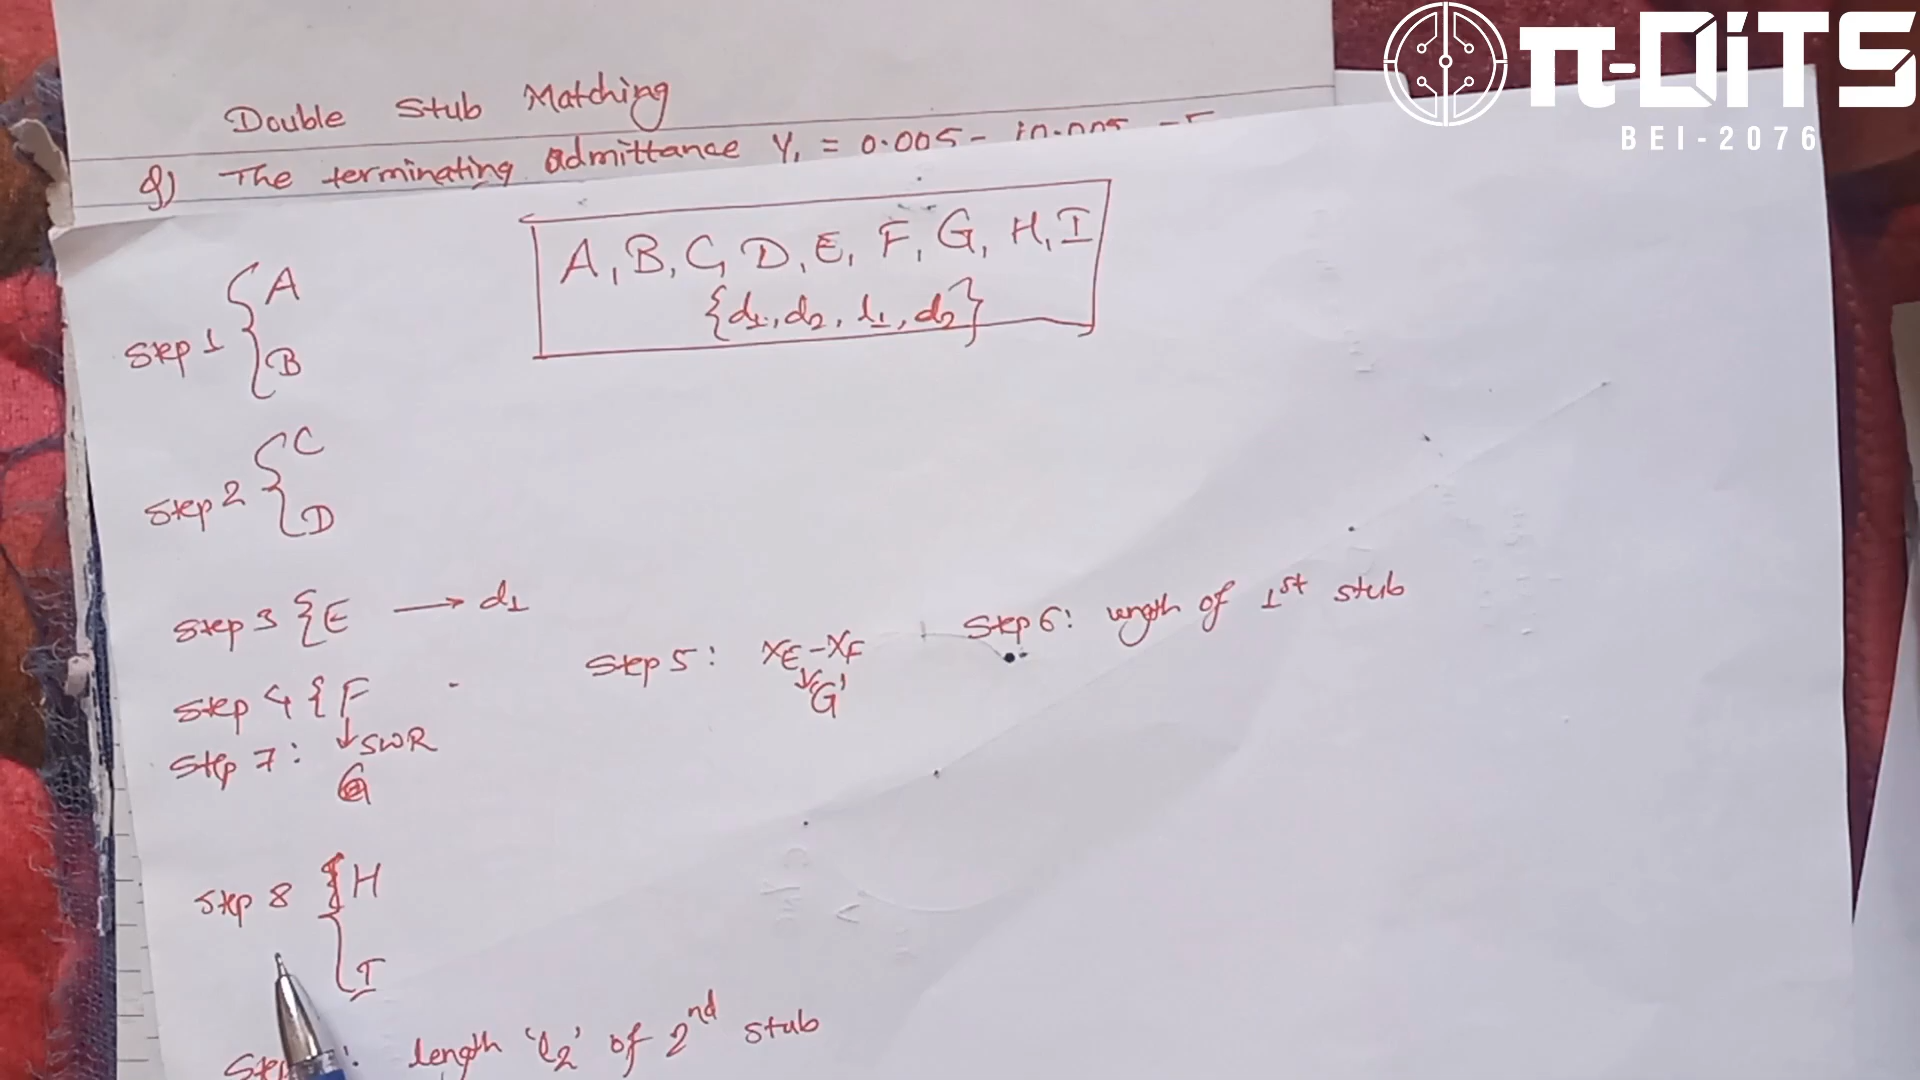 π-DiTS
BEI-2076
Double Stub Matching
Q) The terminating admittance Y₁ = 0.005 -
A, B, C, D, E, F, G, H, I
{d1, d2, l1, d2}
Step 1 { A
B
Step 2 { C
D
Step 3 { E → d1
Step 4 { F
Step 5 : XE - XF
↓
G'
Step 6 : length of 1st stub
Step 7 : ↓ SWR
G
Step 8 { H
I
length 'l2' of 2nd stub